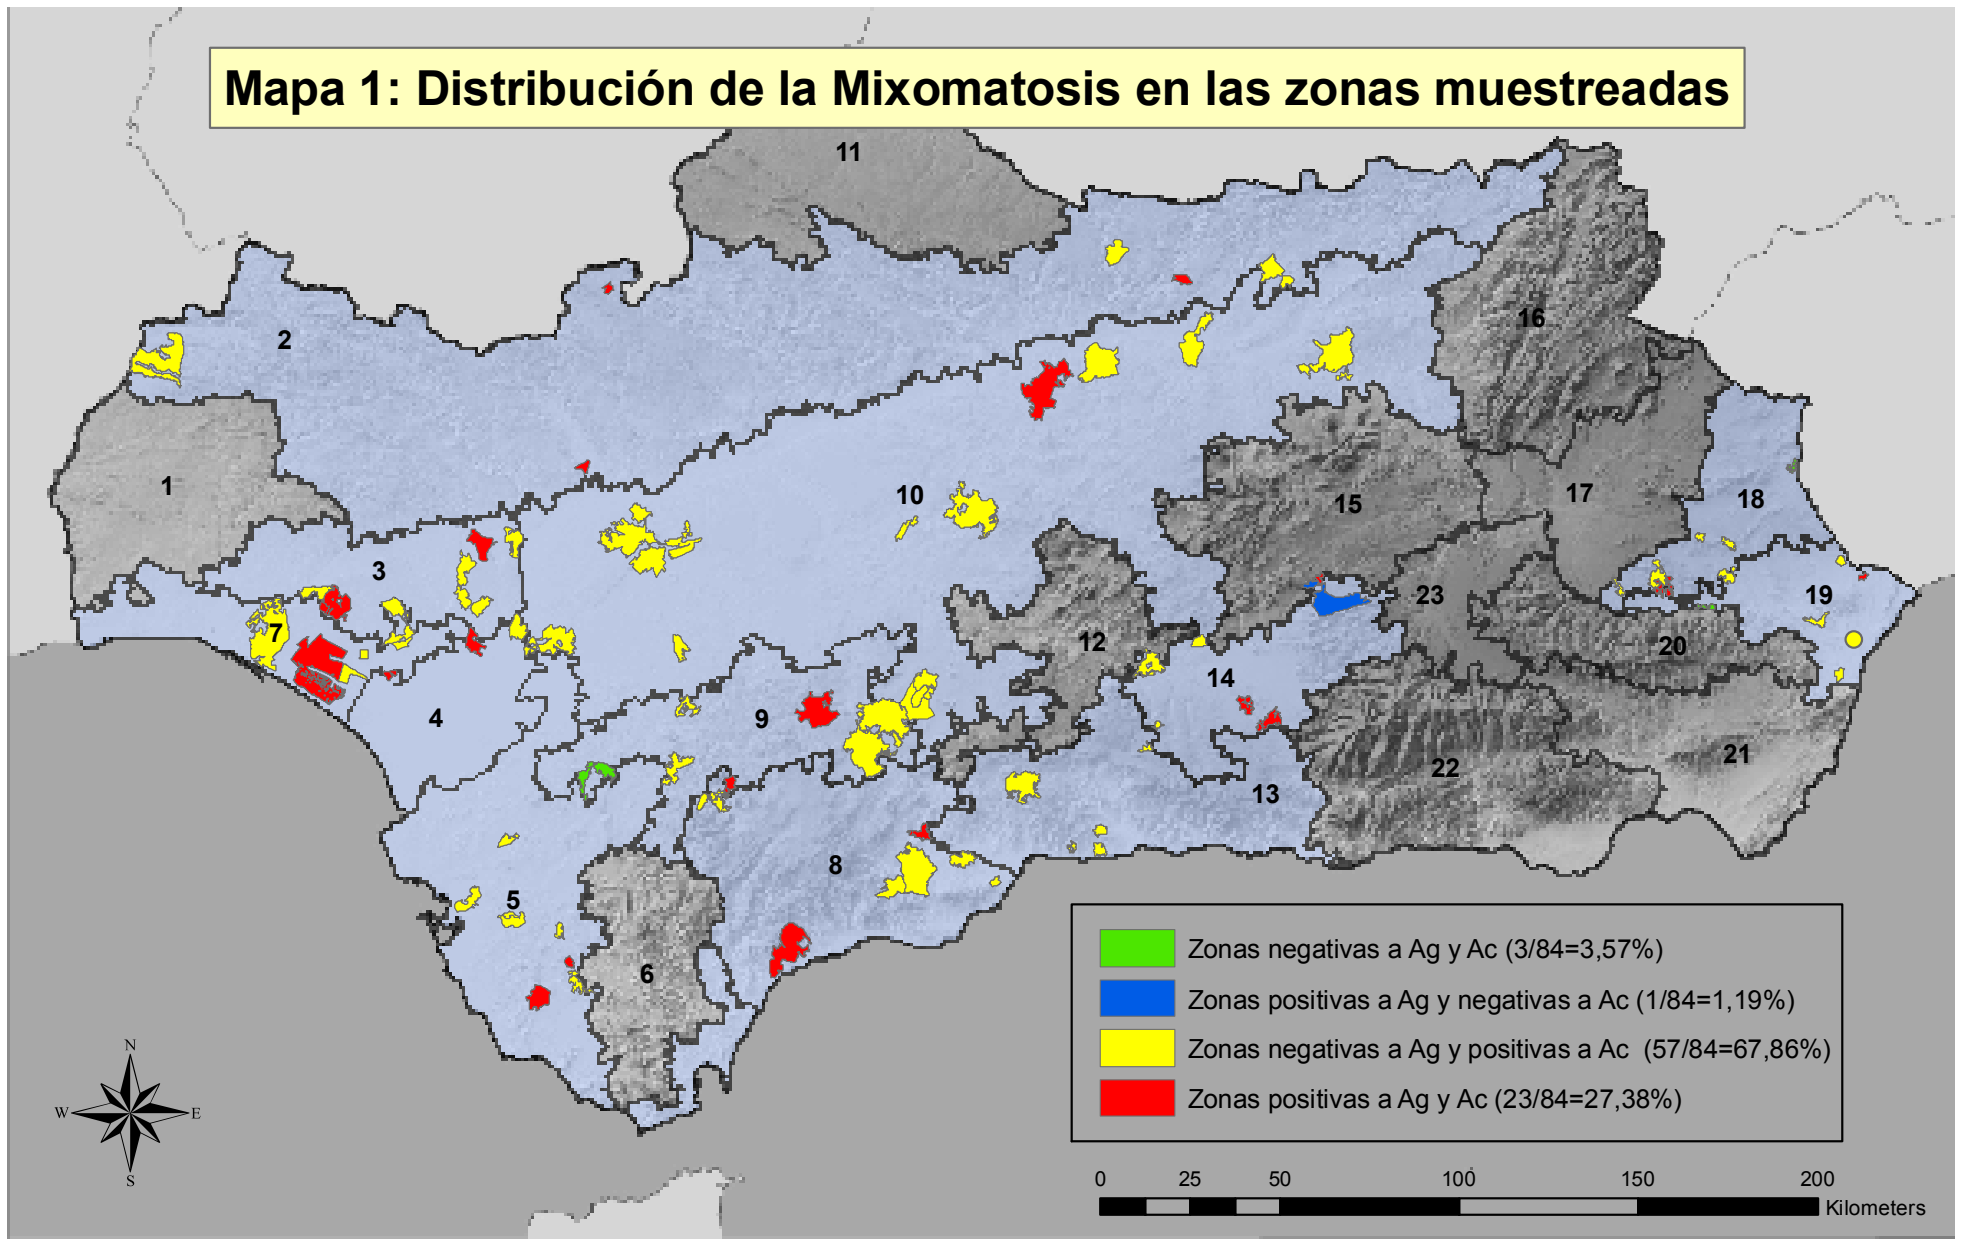 Mapa 1: Distribución de la Mixomatosis en las zonas muestreadas
11
2
16
1
10
15
17
18
3
23
19
7
12
20
14
4
9
21
22
13
8
5
6
Zonas negativas a Ag y Ac (3/84=3,57%)
Zonas positivas a Ag y negativas a Ac (1/84=1,19%)
Zonas negativas a Ag y positivas a Ac (57/84=67,86%)
Zonas positivas a Ag y Ac (23/84=27,38%)
N
W E
S
0 25 50 100 150 200
Kilometers